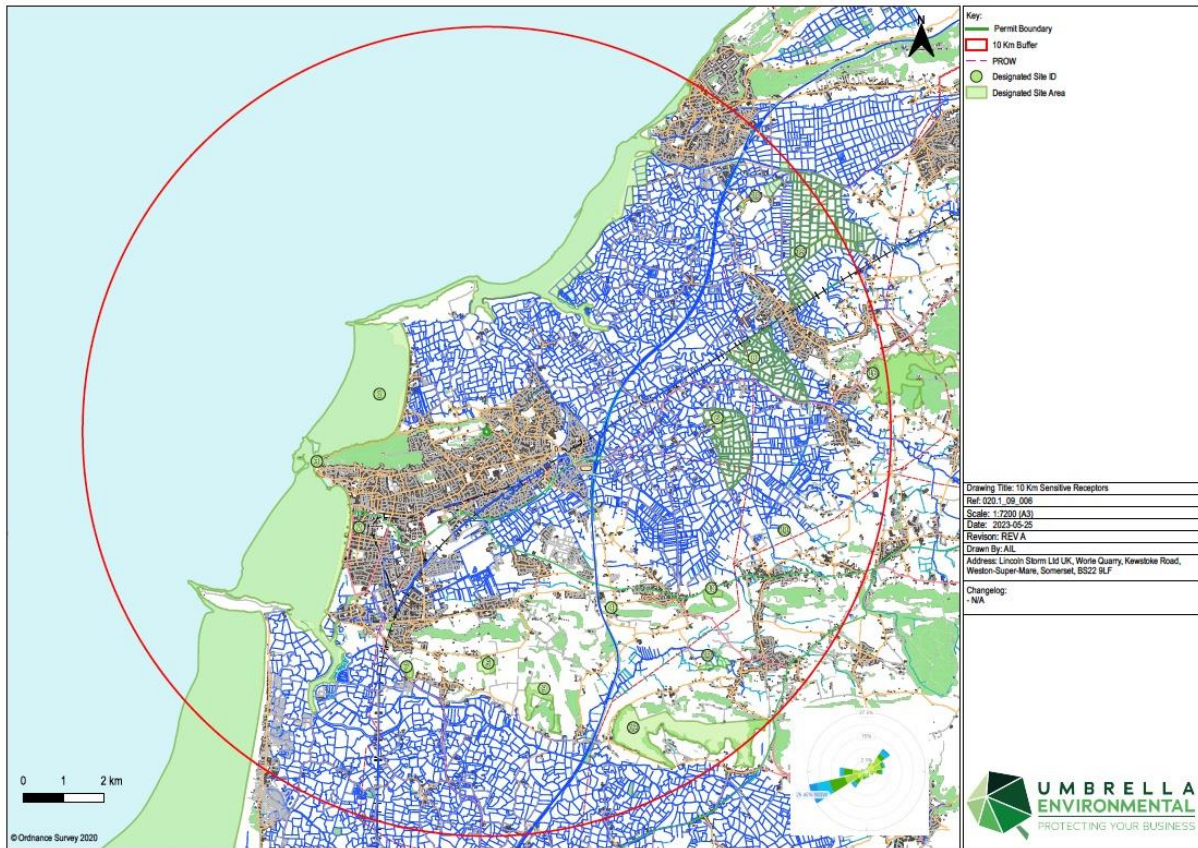 N
0 1 2 km
© Ordnance Survey 2020
Key:
Permit Boundary
10 Km Buffer
PROW
Designated Site ID
Designated Site Area
Drawing Title: 10 Km Sensitive Receptors
Ref: 020.1_09_006
Scale: 1:7200 (A3)
Date: 2023-05-25
Revison: REV A
Drawn By: AIL
Address: Lincoln Storm Ltd UK, Worle Quarry, Kewstoke Road,
Weston-Super-Mare, Somerset, BS22 9LF
Changelog:
- N/A
UMBRELLA
ENVIRONMENTAL
PROTECTING YOUR BUSINESS